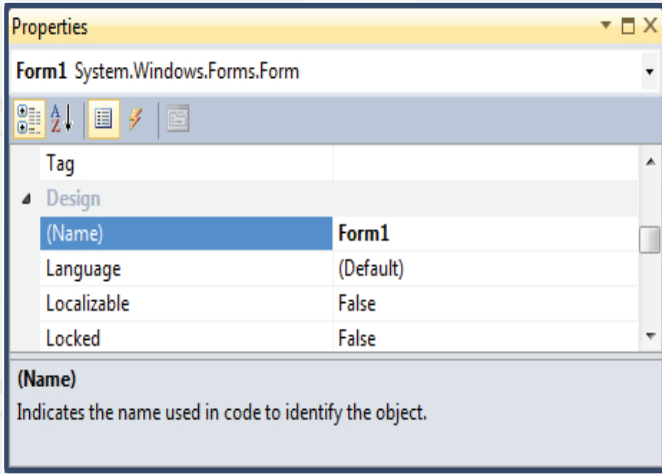 Properties
Form1 System.Windows.Forms.Form
Tag
Design
(Name) Form1
Language (Default)
Localizable False
Locked False
(Name)
Indicates the name used in code to identify the object.